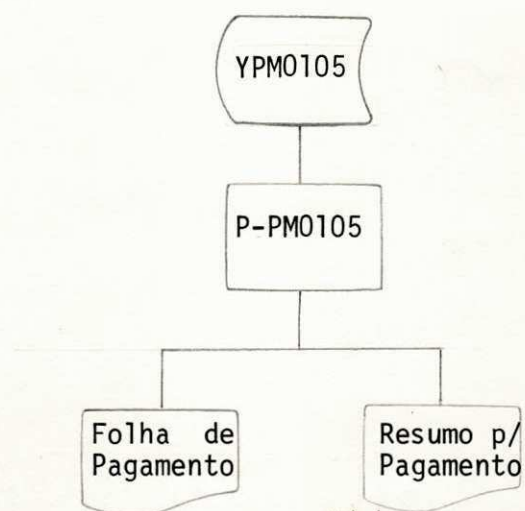 YPM0105
P-PM0105
Folha de
Pagamento
Resumo p/
Pagamento